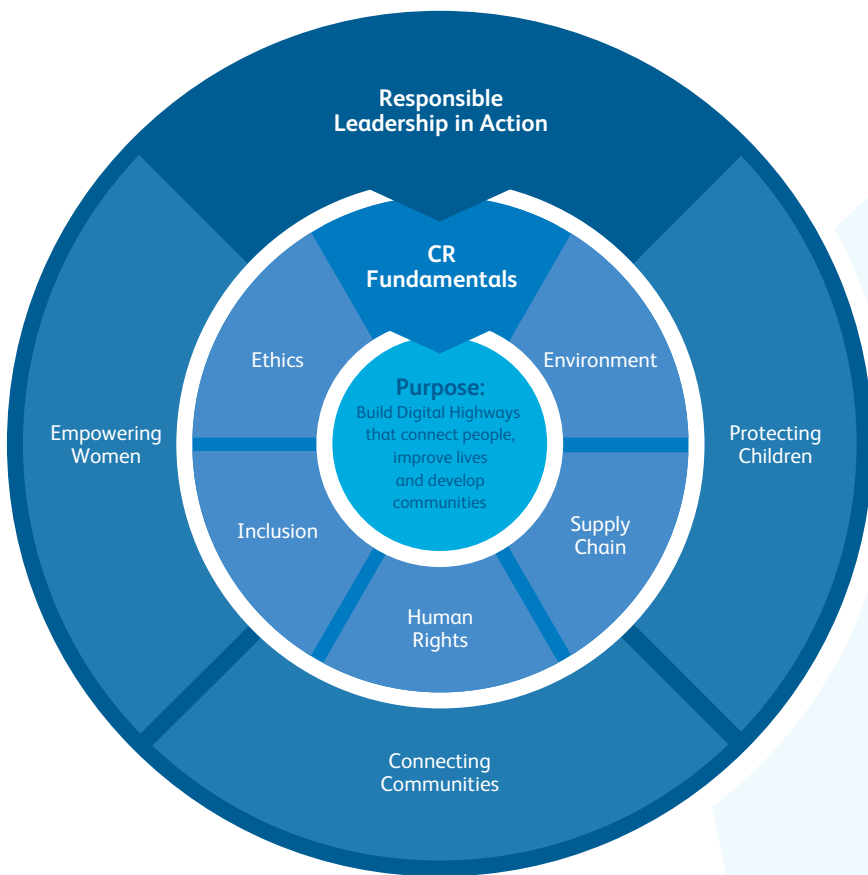 Responsible
Leadership in Action
CR
Fundamentals
Ethics
Environment
Purpose:
Build Digital Highways
that connect people,
improve lives
and develop
communities
Empowering
Women
Protecting
Children
Inclusion
Supply
Chain
Human
Rights
Connecting
Communities